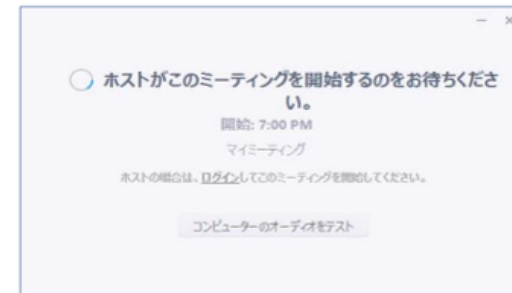 ホストがこのミーティングを開始するのをお待ちくださ
い。
開始: 7:00 PM
マイミーティング
ホストの場合は、ログインしてこのミーティングを開始してください。
コンピューターのオーディオをテスト